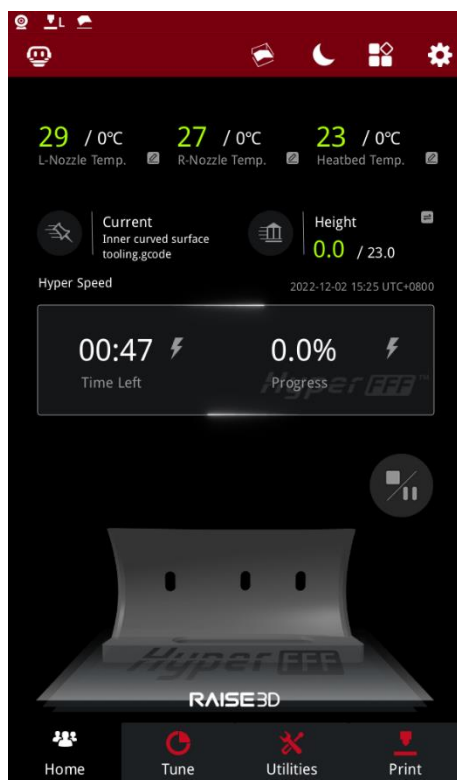 L
29 / 0℃ 27 / 0℃ 23 / 0℃
L-Nozzle Temp. R-Nozzle Temp. Heatbed Temp.
Current
Inner curved surface
tooling.gcode
Height
0.0 / 23.0
Hyper Speed 2022-12-02 15:25 UTC+0800
00:47 0.0%
Time Left Progress
Hyper FFF™
Hyper FFF
RAISE3D
Home Tune Utilities Print